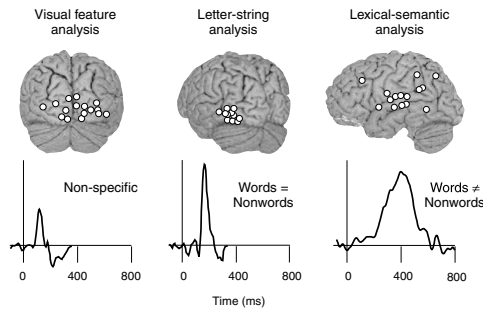 Visual feature
analysis
Letter-string
analysis
Lexical-semantic
analysis
Non-specific
Words =
Nonwords
Words ≠
Nonwords
0 400 800
0 400 800
0 400 800
Time (ms)